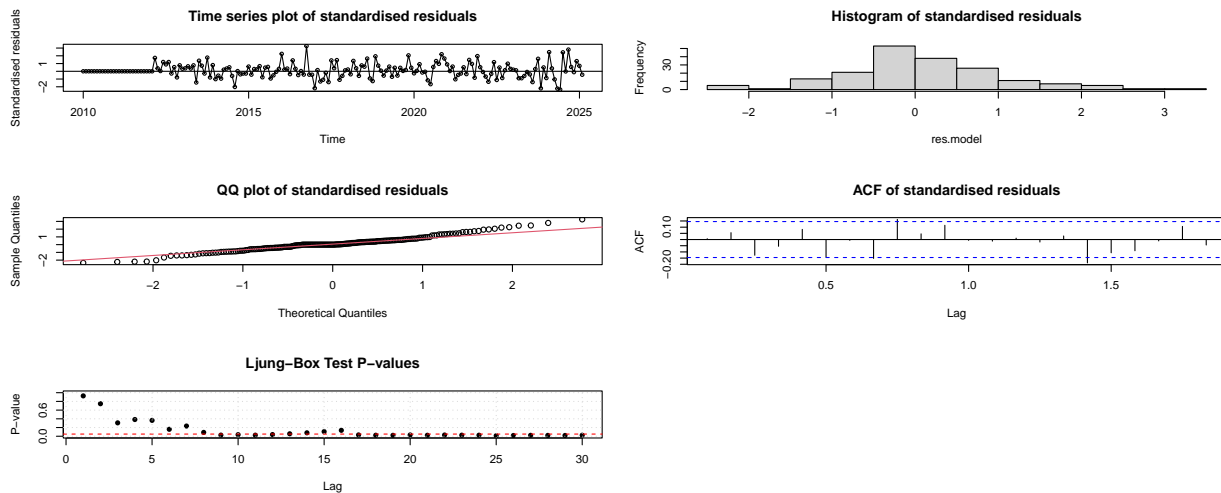 Time series plot of standardised residuals
Standardised residuals
1
−2
2010
2015
2020
2025
Time
Histogram of standardised residuals
Frequency
30
0
−2
−1
0
1
2
3
res.model
QQ plot of standardised residuals
Sample Quantiles
1
−2
−2
−1
0
1
2
Theoretical Quantiles
ACF of standardised residuals
ACF
0.10
−0.20
0.5
1.0
1.5
Lag
Ljung−Box Test P−values
P−value
0.6
0.0
0
5
10
15
20
25
30
Lag